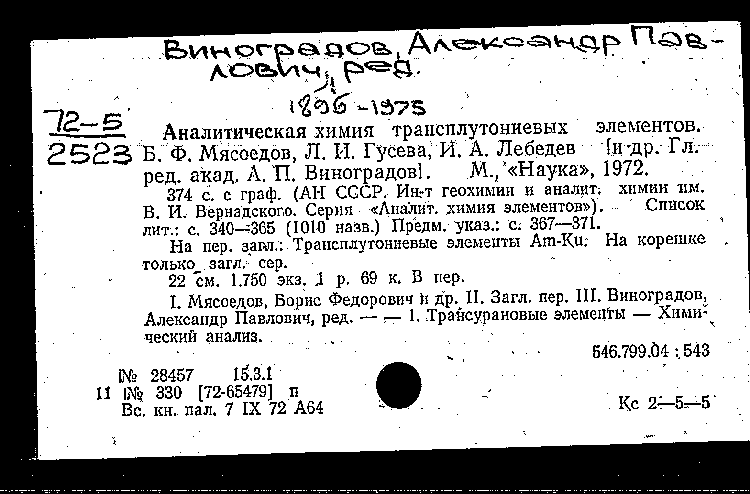 Виноградов, Александр Пав-
лович, ред.
1896-1975
72-5
2523
Аналитическая химия трансплутониевых элементов.
Б. Ф. Мясоедов, Л. И. Гусева, И. А. Лебедев [и др. Гл.
ред. акад. А. П. Виноградов]. М., «Наука», 1972.
374 с. с граф. (АН СССР. Ин-т геохимии и аналит. химии им.
В. И. Вернадского. Серия «Аналит. химия элементов»). Список
лит.: с. 340—365 (1010 назв.) Предм. указ.: с. 367—371.
На пер. загл.: Трансплутониевые элементы Am-Ku. На корешке
только загл. сер.
22 см. 1.750 экз. 1 р. 69 к. В пер.
I. Мясоедов, Борис Федорович и др. II. Загл. пер. III. Виноградов,
Александр Павлович, ред. — — 1. Трансурановые элементы — Хими-
ческий анализ.
546.799.04 : 543
№ 28457 15.3.1
11 № 330 [72-65479] п
Вс. кн. пал. 7 IX 72 А64
Кс 2—5—5